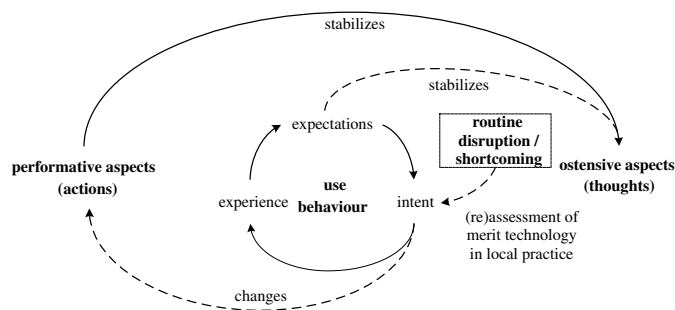 stabilizes
stabilizes
expectations
routine
disruption /
shortcoming
performative aspects
(actions)
ostensive aspects
(thoughts)
use
behaviour
experience
intent
(re)assessment of
merit technology
in local practice
changes